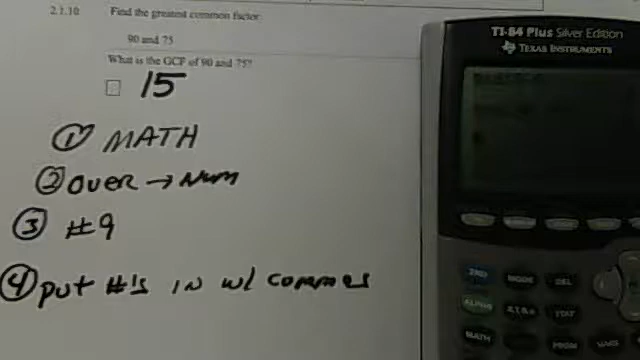 2.1.10 Find the greatest common factor.
90 and 75
What is the GCF of 90 and 75?
15
① MATH
② OVER → NUM
③ #9
④ PUT #'S IN W/ COMMAS
TI-84 Plus Silver Edition
TEXAS INSTRUMENTS
2ND MODE DEL
ALPHA X,T,θ,n STAT
MATH PRGM VARS